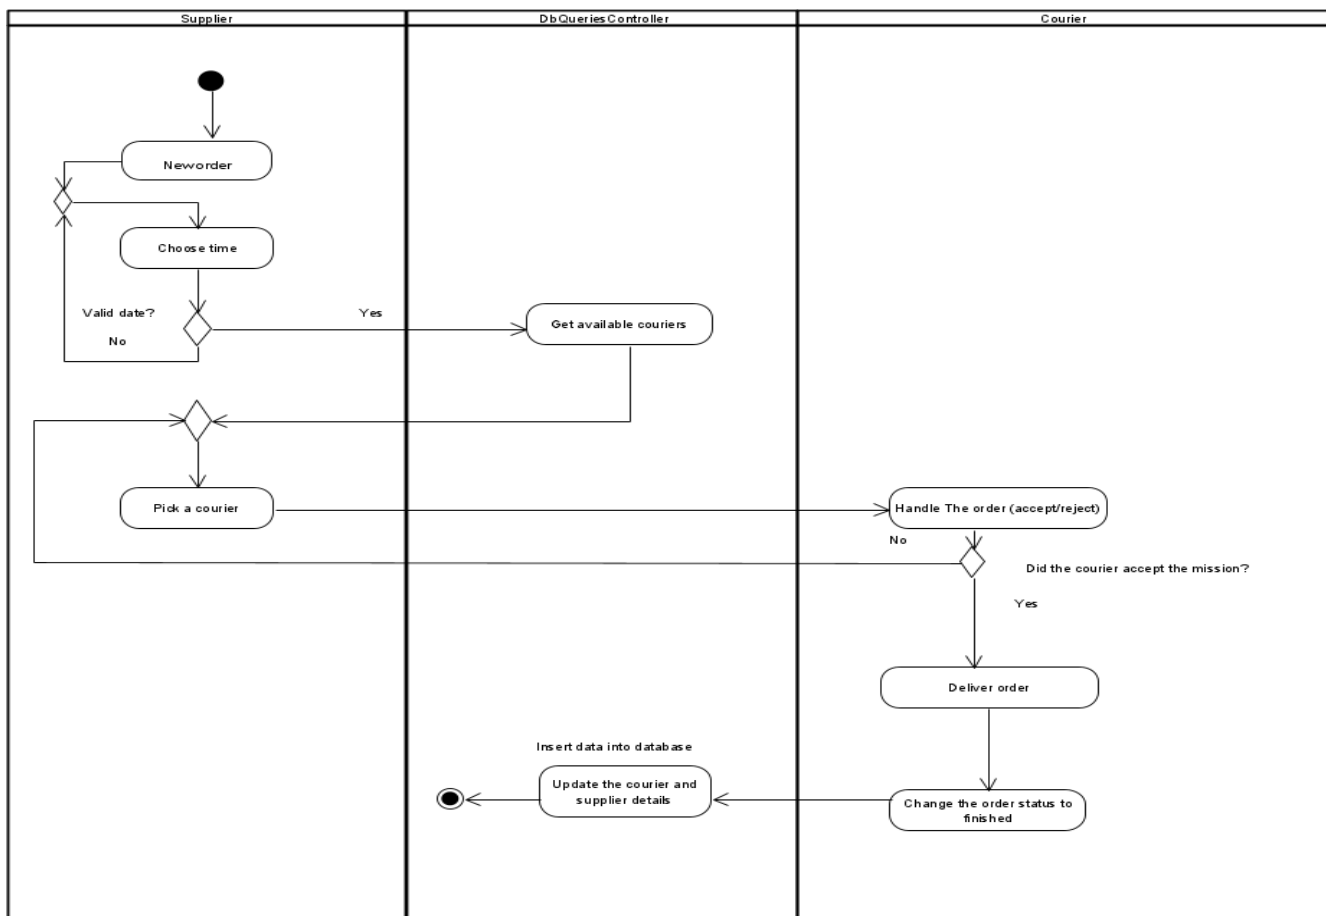 Supplier
DbQueriesController
Courier
New order
Choose time
Valid date?
Yes
No
Get available couriers
Pick a courier
Handle The order (accept/reject)
No
Did the courier accept the mission?
Yes
Deliver order
Insert data into database
Update the courier and
supplier details
Change the order status to
finished